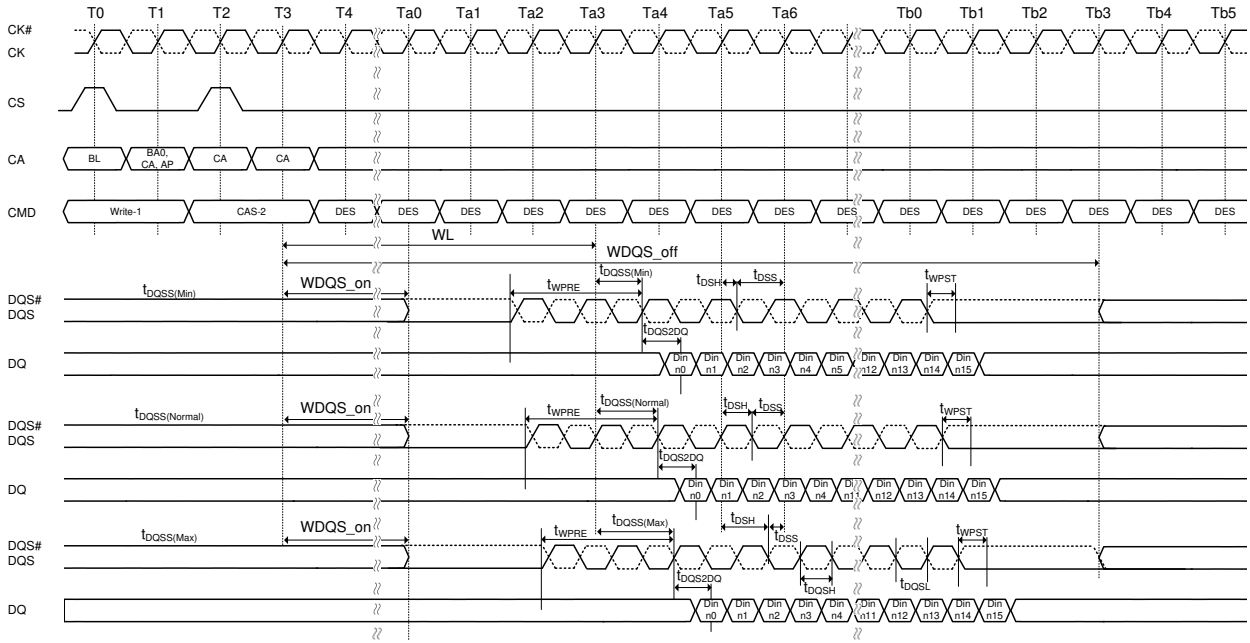 T0 T1 T2 T3 T4 Ta0 Ta1 Ta2 Ta3 Ta4 Ta5 Ta6 Tb0 Tb1 Tb2 Tb3 Tb4 Tb5
CK#
CK
CS
CA BL BA0, CA, AP CA CA
CMD Write-1 CAS-2 DES DES DES DES DES DES DES DES DES DES DES DES DES DES DES
WL
WDQS_off
tDQSS(Min) WDQS_on tWPRE tDQSS(Min) tDSH tDSS tWPST
DQS#
DQS
tDQS2DQ
DQ Din n0 Din n1 Din n2 Din n3 Din n4 Din n5 Din n12 Din n13 Din n14 Din n15
tDQSS(Normal) WDQS_on tWPRE tDQSS(Normal) tDSH tDSS tWPST
DQS#
DQS
tDQS2DQ
DQ Din n0 Din n1 Din n2 Din n3 Din n4 Din n11 Din n12 Din n13 Din n14 Din n15
tDQSS(Max) WDQS_on tWPRE tDQSS(Max) tDSH tDSS tWPST
DQS#
DQS
tDQS2DQ tDQSH tDQSL
DQ Din n0 Din n1 Din n2 Din n3 Din n4 Din n11 Din n12 Din n13 Din n14 Din n15